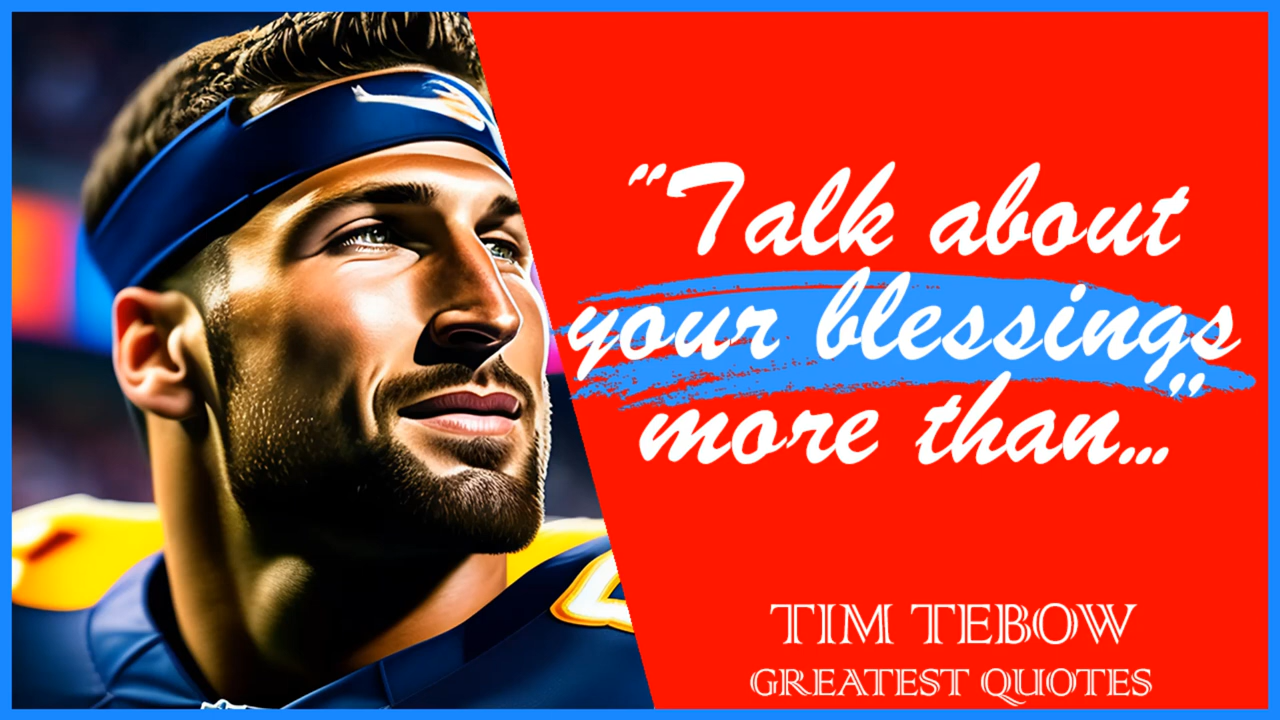 “Talk about
your blessings
more than...”
TIM TEBOW
GREATEST QUOTES